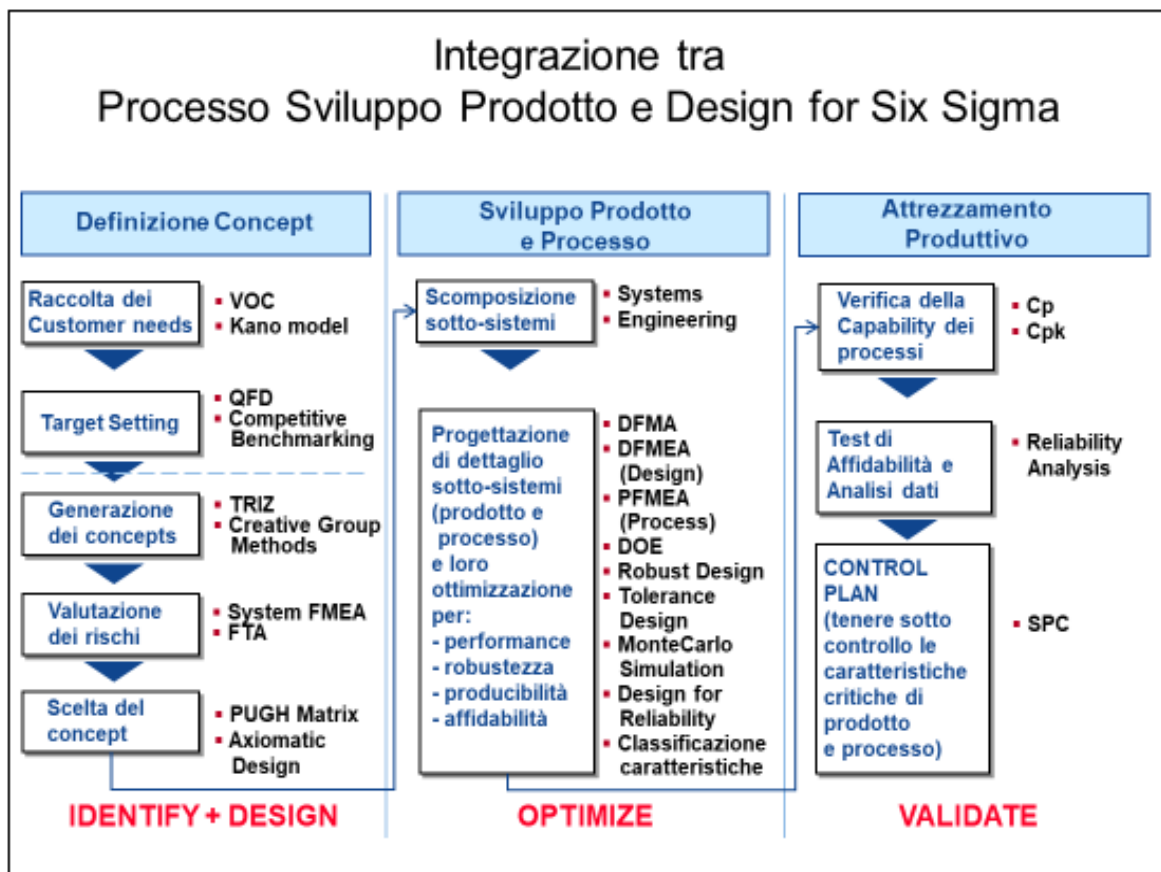 Integrazione tra
Processo Sviluppo Prodotto e Design for Six Sigma
Definizione Concept
Raccolta dei
Customer needs
▪ VOC
▪ Kano model
Target Setting
▪ QFD
▪ Competitive
Benchmarking
Generazione
dei concepts
▪ TRIZ
▪ Creative Group
Methods
Valutazione
dei rischi
▪ System FMEA
▪ FTA
Scelta del
concept
▪ PUGH Matrix
▪ Axiomatic
Design
IDENTIFY + DESIGN
Sviluppo Prodotto
e Processo
Scomposizione
sotto-sistemi
▪ Systems
▪ Engineering
Progettazione
di dettaglio
sotto-sistemi
(prodotto e
processo)
e loro
ottimizzazione
per:
- performance
- robustezza
- producibilità
- affidabilità
▪ DFMA
▪ DFMEA
(Design)
▪ PFMEA
(Process)
▪ DOE
▪ Robust Design
▪ Tolerance
Design
▪ MonteCarlo
Simulation
▪ Design for
Reliability
▪ Classificazione
caratteristiche
OPTIMIZE
Attrezzamento
Produttivo
Verifica della
Capability dei
processi
▪ Cp
▪ Cpk
Test di
Affidabilità e
Analisi dati
▪ Reliability
Analysis
CONTROL
PLAN
(tenere sotto
controllo le
caratteristiche
critiche di
prodotto
e processo)
▪ SPC
VALIDATE